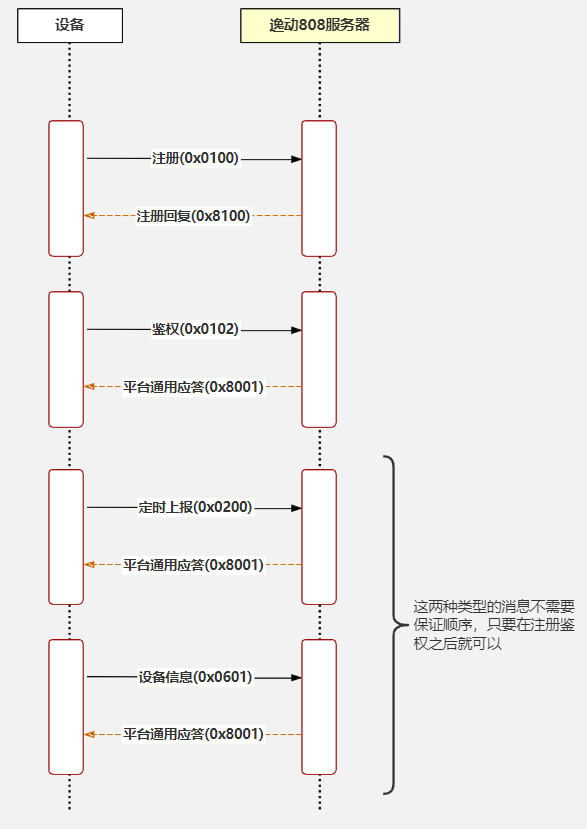 设备
逸动808服务器
注册(0x0100)
注册回复(0x8100)
鉴权(0x0102)
平台通用应答(0x8001)
定时上报(0x0200)
平台通用应答(0x8001)
这两种类型的消息不需要
保证顺序，只要在注册鉴
权之后就可以
设备信息(0x0601)
平台通用应答(0x8001)